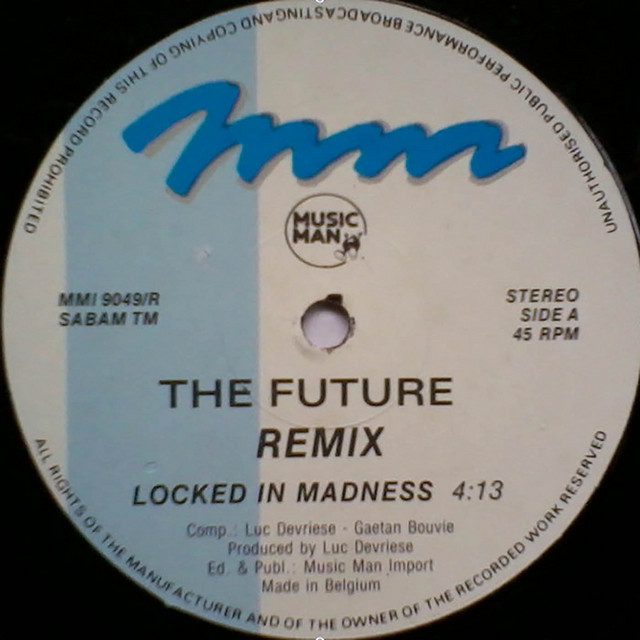 UNAUTHORISED PUBLIC PERFORMANCE BROADCASTING AND COPYING OF THIS RECORD PROHIBITED
mm
MUSIC
MAN
MMI 9049/R
SABAM TM
STEREO
SIDE A
45 RPM
THE FUTURE
REMIX
LOCKED IN MADNESS 4:13
Comp.: Luc Devriese - Gaetan Bouvie
Produced by Luc Devriese
Ed. & Publ.: Music Man Import
Made in Belgium
ALL RIGHTS OF THE MANUFACTURER AND OF THE OWNER OF THE RECORDED WORK RESERVED